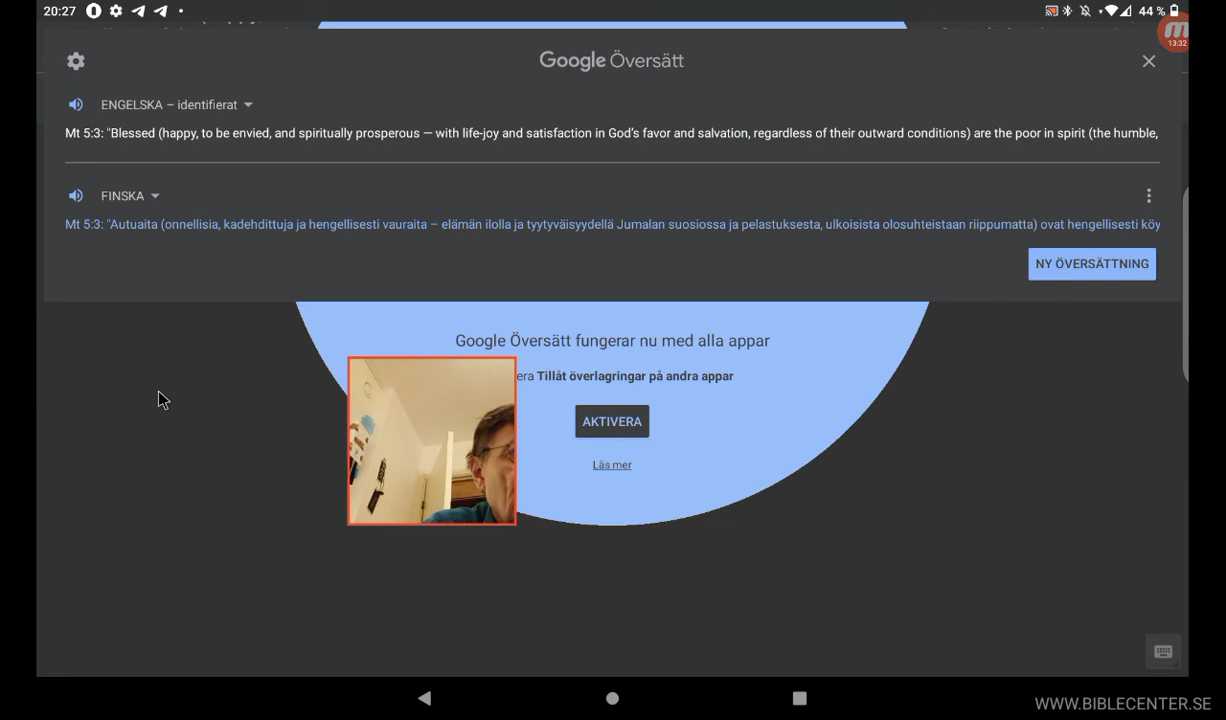 20:27
44 %
13:32
Google Översätt
ENGELSKA – identifierat
Mt 5:3: "Blessed (happy, to be envied, and spiritually prosperous — with life-joy and satisfaction in God's favor and salvation, regardless of their outward conditions) are the poor in spirit (the humble,
FINSKA
Mt 5:3: "Autuaita (onnellisia, kadehdittuja ja hengellisesti vauraita – elämän ilolla ja tyytyväisyydellä Jumalan suosiossa ja pelastuksesta, ulkoisista olosuhteistaan riippumatta) ovat hengellisesti köy
NY ÖVERSÄTTNING
Google Översätt fungerar nu med alla appar
era Tillåt överlagringar på andra appar
AKTIVERA
Läs mer
WWW.BIBLECENTER.SE